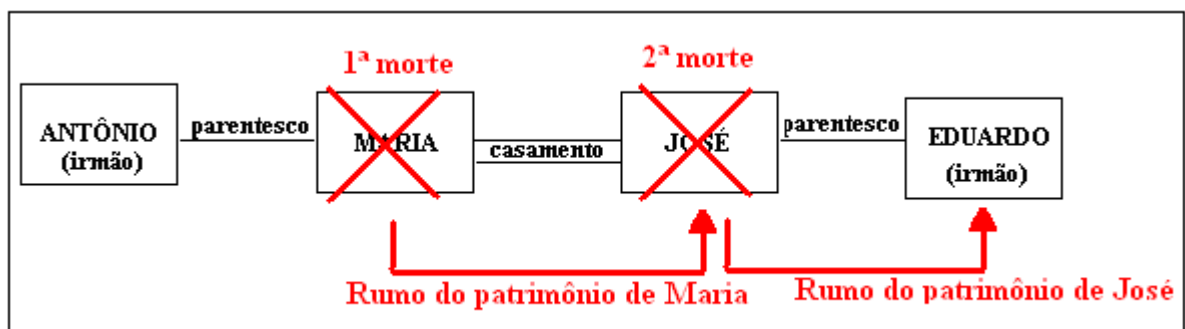 1ª morte
2ª morte
ANTÔNIO
(irmão)
parentesco
MARIA
casamento
JOSÉ
parentesco
EDUARDO
(irmão)
Rumo do patrimônio de Maria
Rumo do patrimônio de José